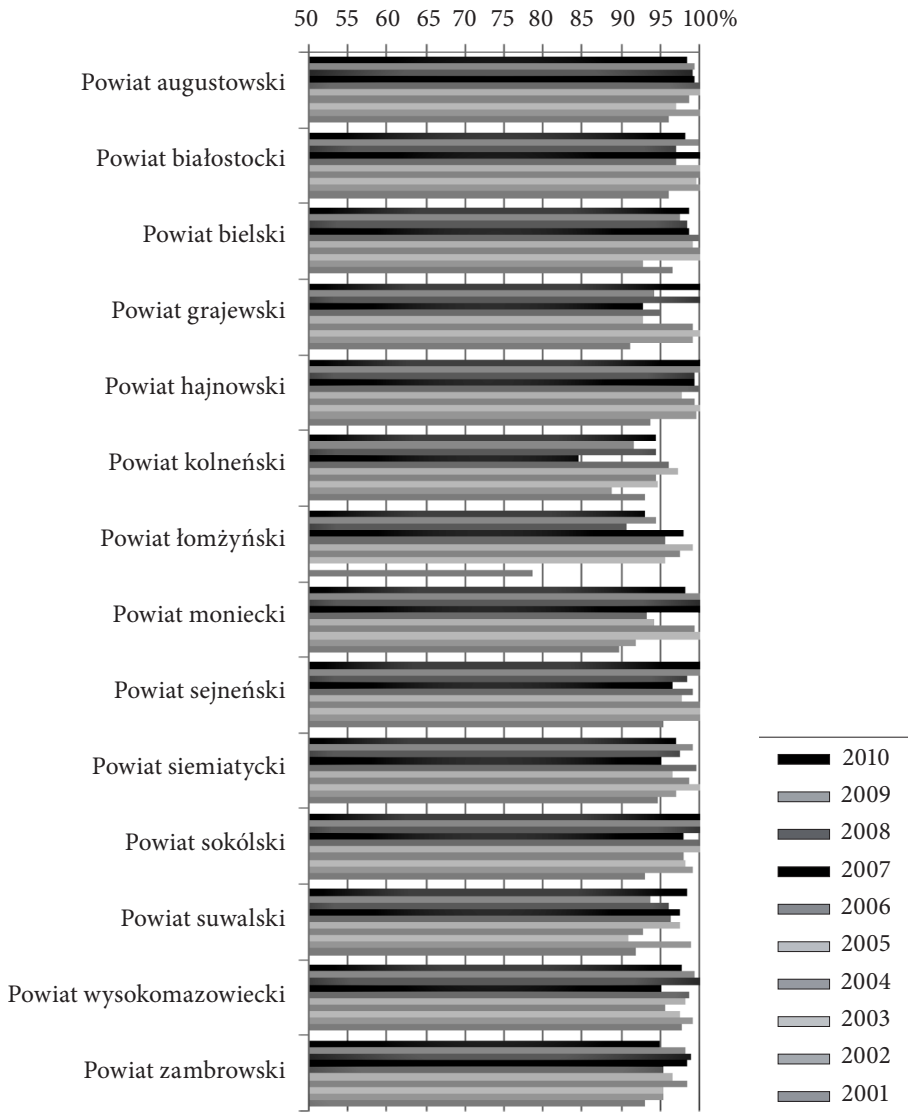 50 55 60 65 70 75 80 85 90 95 100%
Powiat augustowski
Powiat białostocki
Powiat bielski
Powiat grajewski
Powiat hajnowski
Powiat kolneński
Powiat łomżyński
Powiat moniecki
Powiat sejneński
Powiat siemiatycki
Powiat sokólski
Powiat suwalski
Powiat wysokomazowiecki
Powiat zambrowski
2010
2009
2008
2007
2006
2005
2004
2003
2002
2001